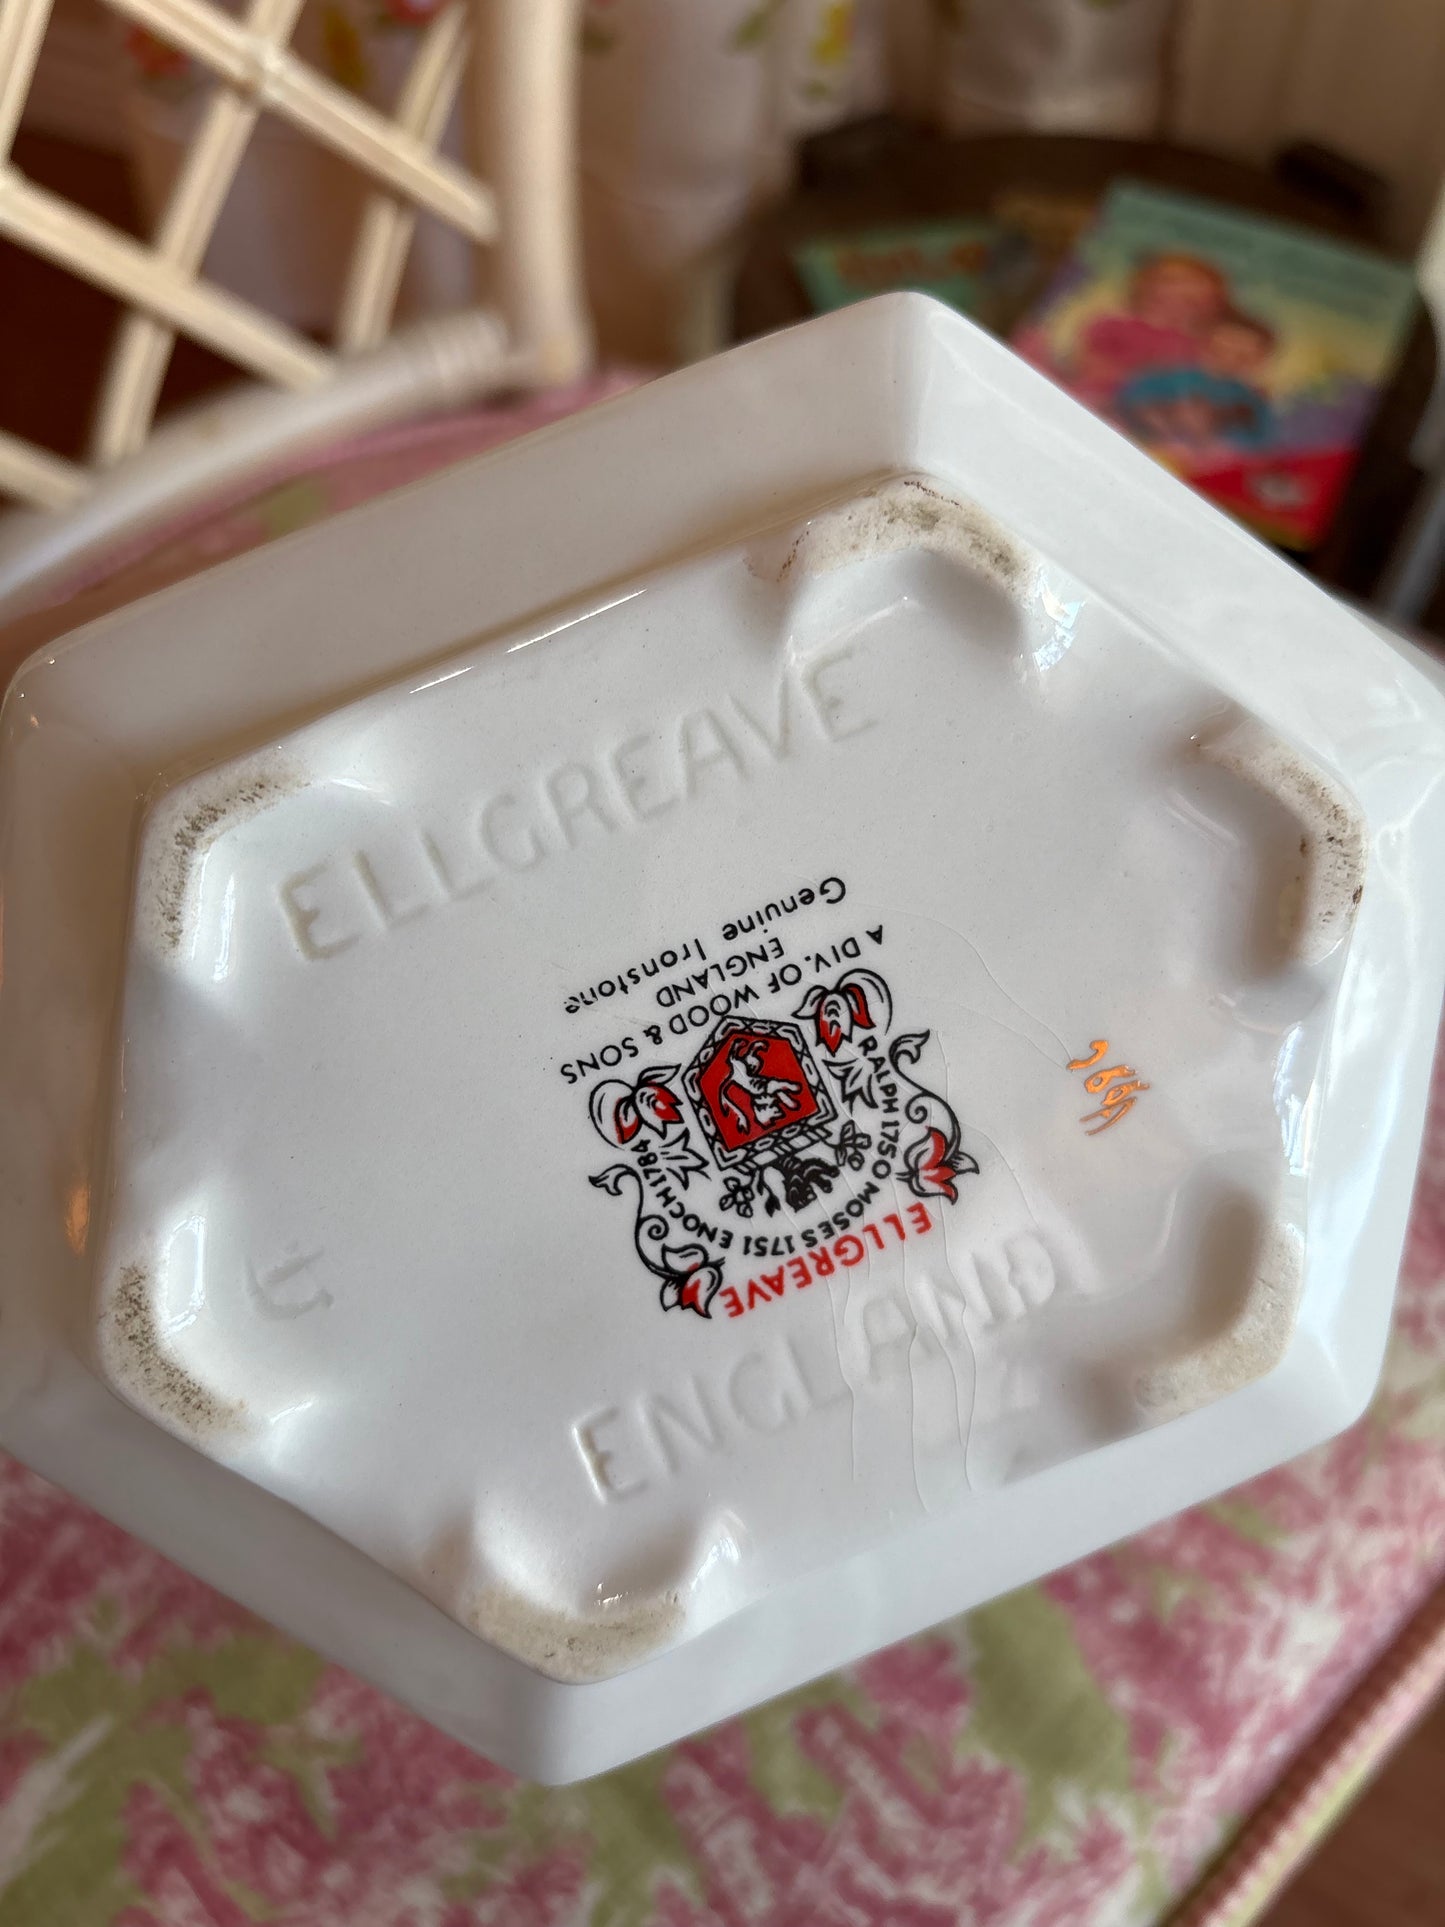 ELLGREAVE
ELLGREAVE
RALPH 1750 MOSES 1751 ENOCH 1784
A DIV. OF WOOD & SONS
ENGLAND
Genuine Ironstone
ENGLAND